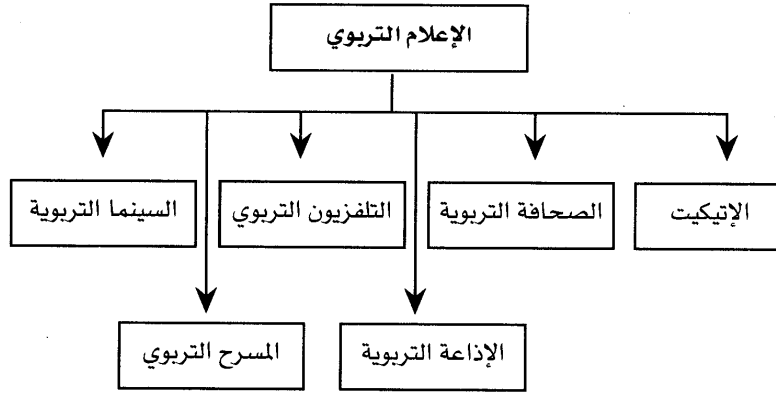 الإعلام التربوي
الإتيكيت
الصحافة التربوية
التلفزيون التربوي
السينما التربوية
الإذاعة التربوية
المسرح التربوي